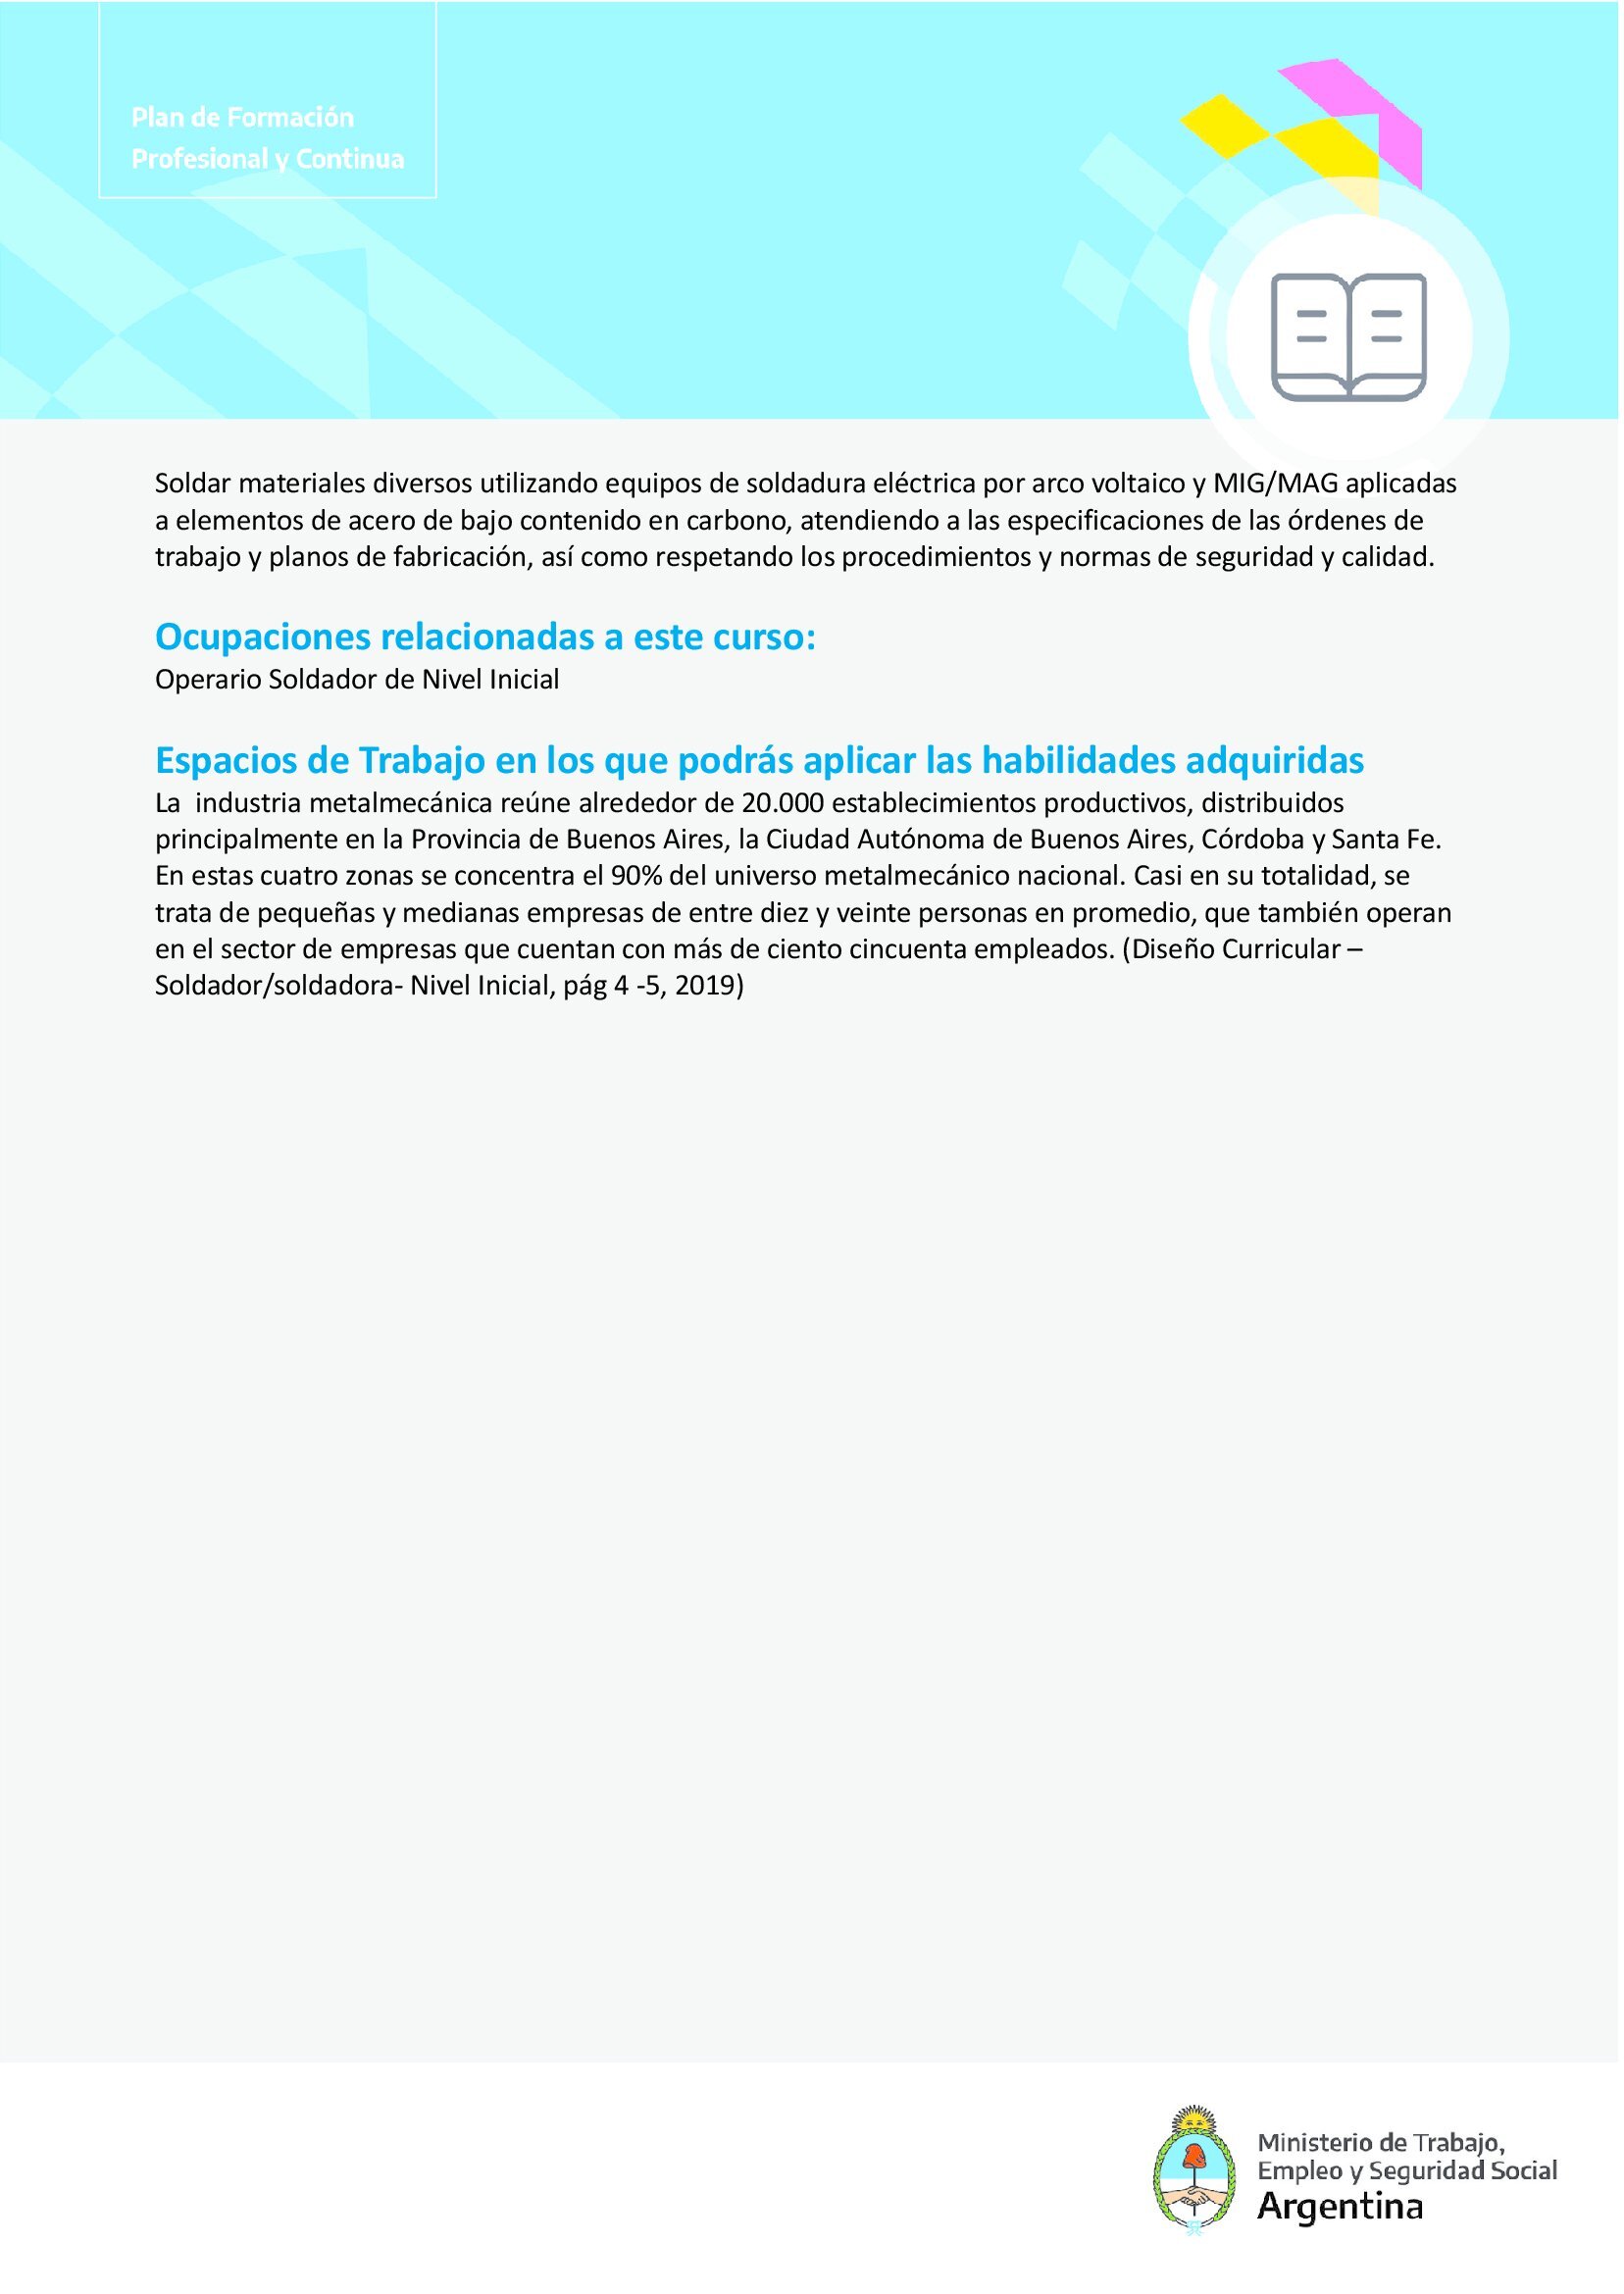 Plan de Formación
Profesional y Continua
Soldar materiales diversos utilizando equipos de soldadura eléctrica por arco voltaico y MIG/MAG aplicadas
a elementos de acero de bajo contenido en carbono, atendiendo a las especificaciones de las órdenes de
trabajo y planos de fabricación, así como respetando los procedimientos y normas de seguridad y calidad.
Ocupaciones relacionadas a este curso:
Operario Soldador de Nivel Inicial
Espacios de Trabajo en los que podrás aplicar las habilidades adquiridas
La  industria metalmecánica reúne alrededor de 20.000 establecimientos productivos, distribuidos
principalmente en la Provincia de Buenos Aires, la Ciudad Autónoma de Buenos Aires, Córdoba y Santa Fe.
En estas cuatro zonas se concentra el 90% del universo metalmecánico nacional. Casi en su totalidad, se
trata de pequeñas y medianas empresas de entre diez y veinte personas en promedio, que también operan
en el sector de empresas que cuentan con más de ciento cincuenta empleados. (Diseño Curricular –
Soldador/soldadora- Nivel Inicial, pág 4 -5, 2019)
Ministerio de Trabajo,
Empleo y Seguridad Social
Argentina